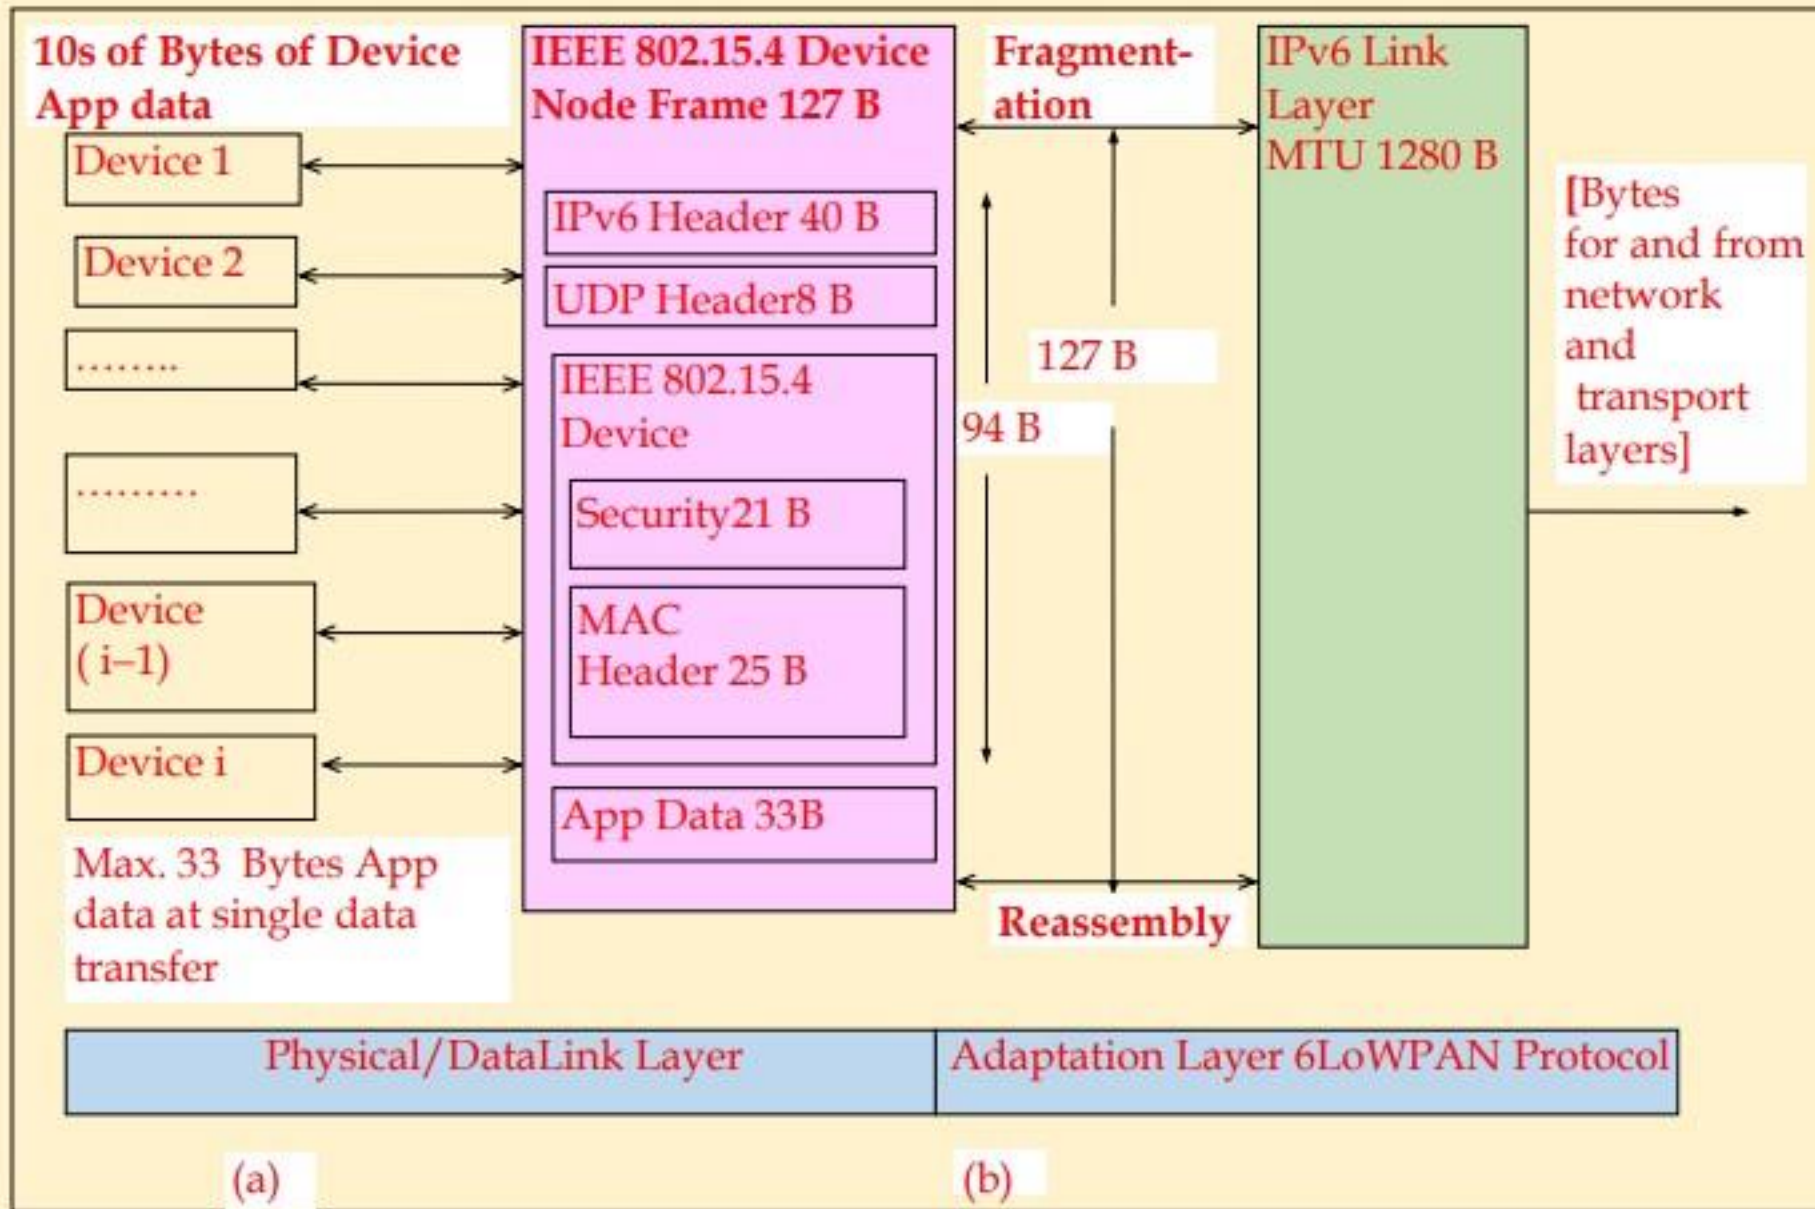 10s of Bytes of Device
App data
Device 1
Device 2
........
.........
Device
( i–1)
Device i
Max. 33 Bytes App
data at single data
transfer
IEEE 802.15.4 Device
Node Frame 127 B
IPv6 Header 40 B
UDP Header8 B
IEEE 802.15.4
Device
Security21 B
MAC
Header 25 B
App Data 33B
Fragment-
ation
127 B
94 B
Reassembly
IPv6 Link
Layer
MTU 1280 B
[Bytes
for and from
network
and
transport
layers]
Physical/DataLink Layer
Adaptation Layer 6LoWPAN Protocol
(a)
(b)